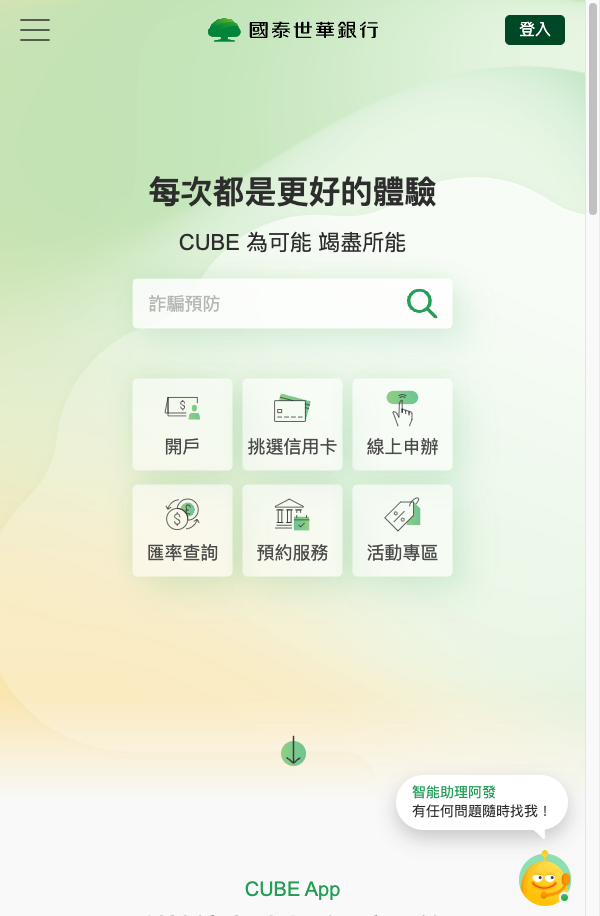 國泰世華銀行
登入
每次都是更好的體驗
CUBE 為可能 竭盡所能
詐騙預防
開戶
挑選信用卡
線上申辦
匯率查詢
預約服務
活動專區
智能助理阿發
有任何問題隨時找我！
CUBE App